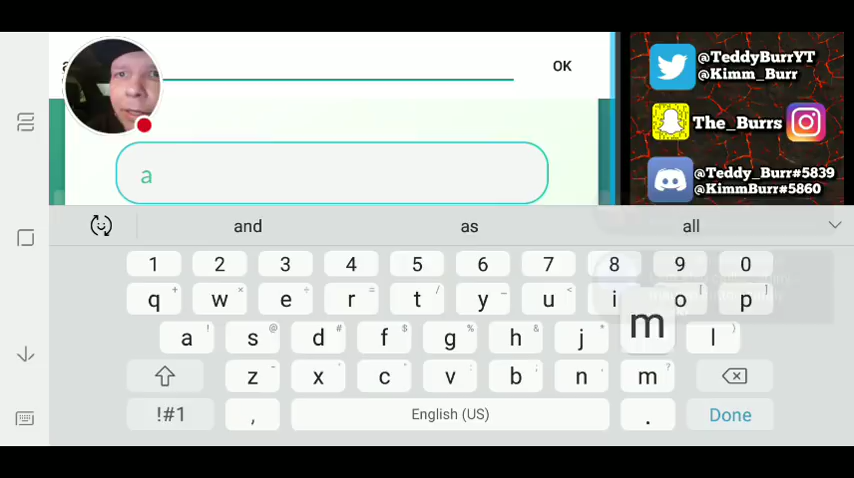 OK
a
@TeddyBurrYT
@Kimm_Burr
The_Burrs
@Teddy_Burr#5839
@KimmBurr#5860
and as all
1 2 3 4 5 6 7 8 9 0
q + w × e ÷ r = t / y _ u < i o [ p ]
a ! s @ d # f $ g % h & j * m l )
z - x ' c " v : b ; n , m ?
!#1 , English (US) . Done